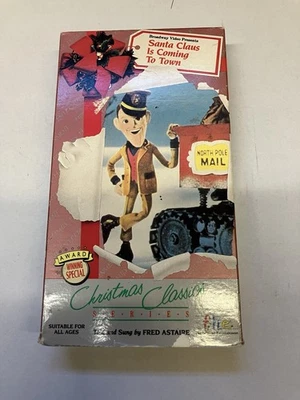 Broadway Video Presents
Santa Claus
Is Coming
To Town
NORTH POLE
MAIL
AWARD
WINNING
SPECIAL
Christmas Classics
SERIES
SUITABLE FOR
ALL AGES
and Sung by FRED ASTAIRE